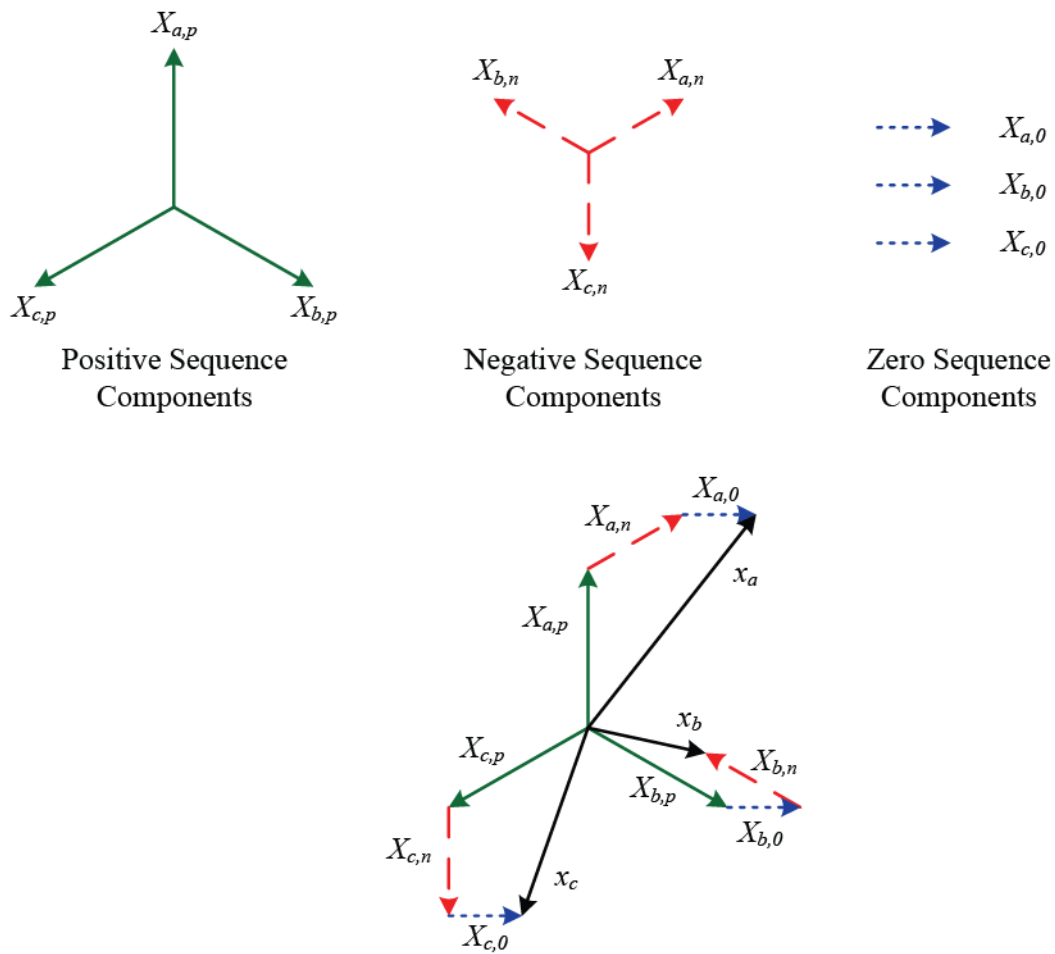 X_{a,p}
X_{b,n} X_{a,n}
X_{a,0}
X_{b,0}
X_{c,0}
X_{c,p} X_{b,p}
X_{c,n}
Positive Sequence
Components
Negative Sequence
Components
Zero Sequence
Components
X_{a,0}
X_{a,n}
x_a
X_{a,p}
x_b
X_{c,p}
X_{b,n}
X_{b,p}
X_{b,0}
X_{c,n}
x_c
X_{c,0}